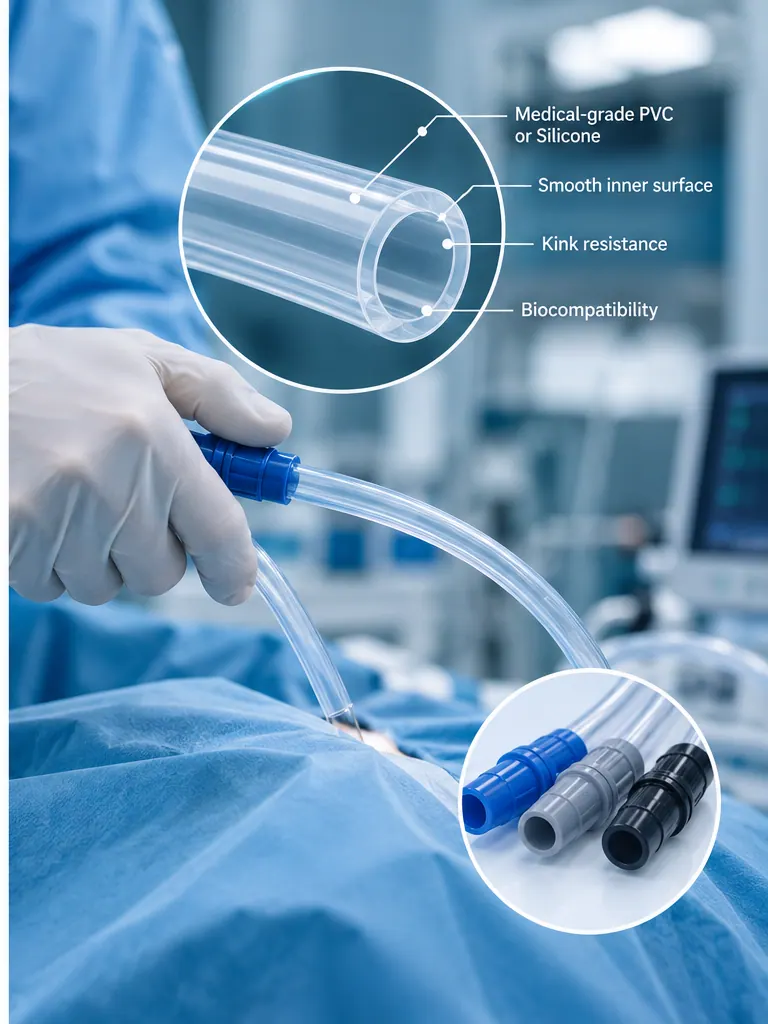 Medical-grade PVC
or Silicone
Smooth inner surface
Kink resistance
Biocompatibility